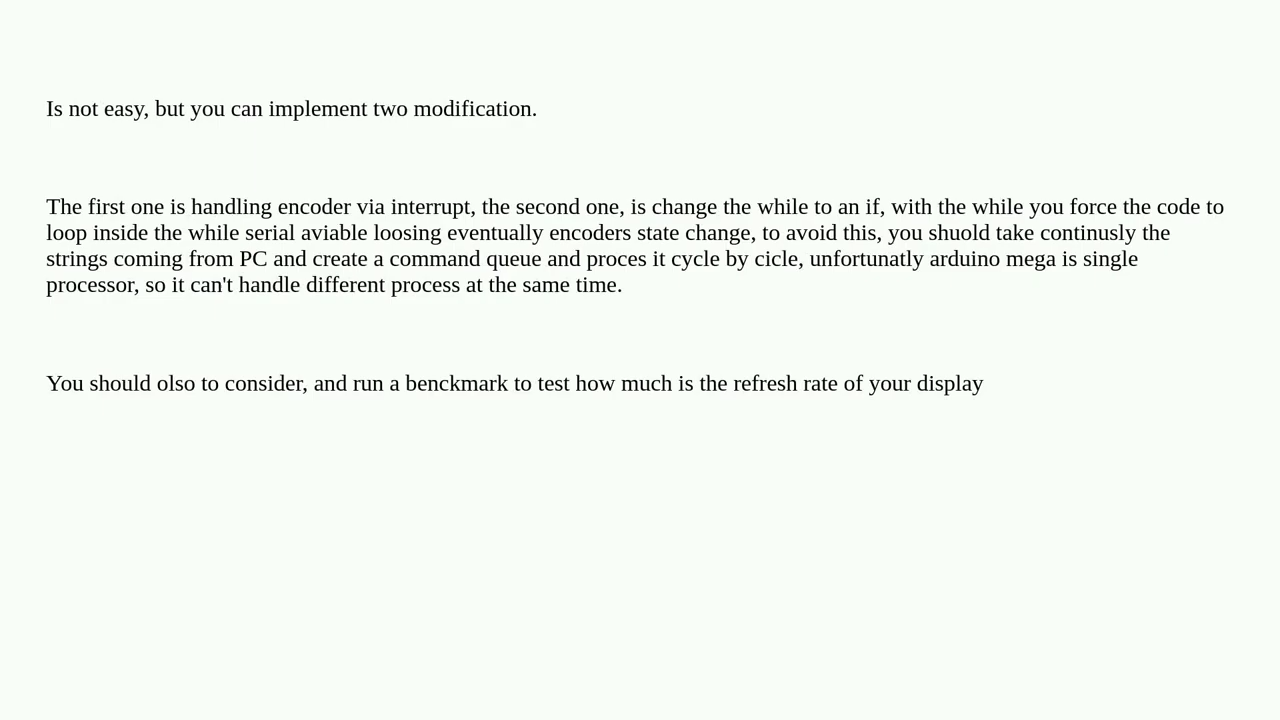 Is not easy, but you can implement two modification.
The first one is handling encoder via interrupt, the second one, is change the while to an if, with the while you force the code to
loop inside the while serial aviable loosing eventually encoders state change, to avoid this, you shuold take continusly the
strings coming from PC and create a command queue and proces it cycle by cicle, unfortunatly arduino mega is single
processor, so it can't handle different process at the same time.
You should olso to consider, and run a benckmark to test how much is the refresh rate of your display